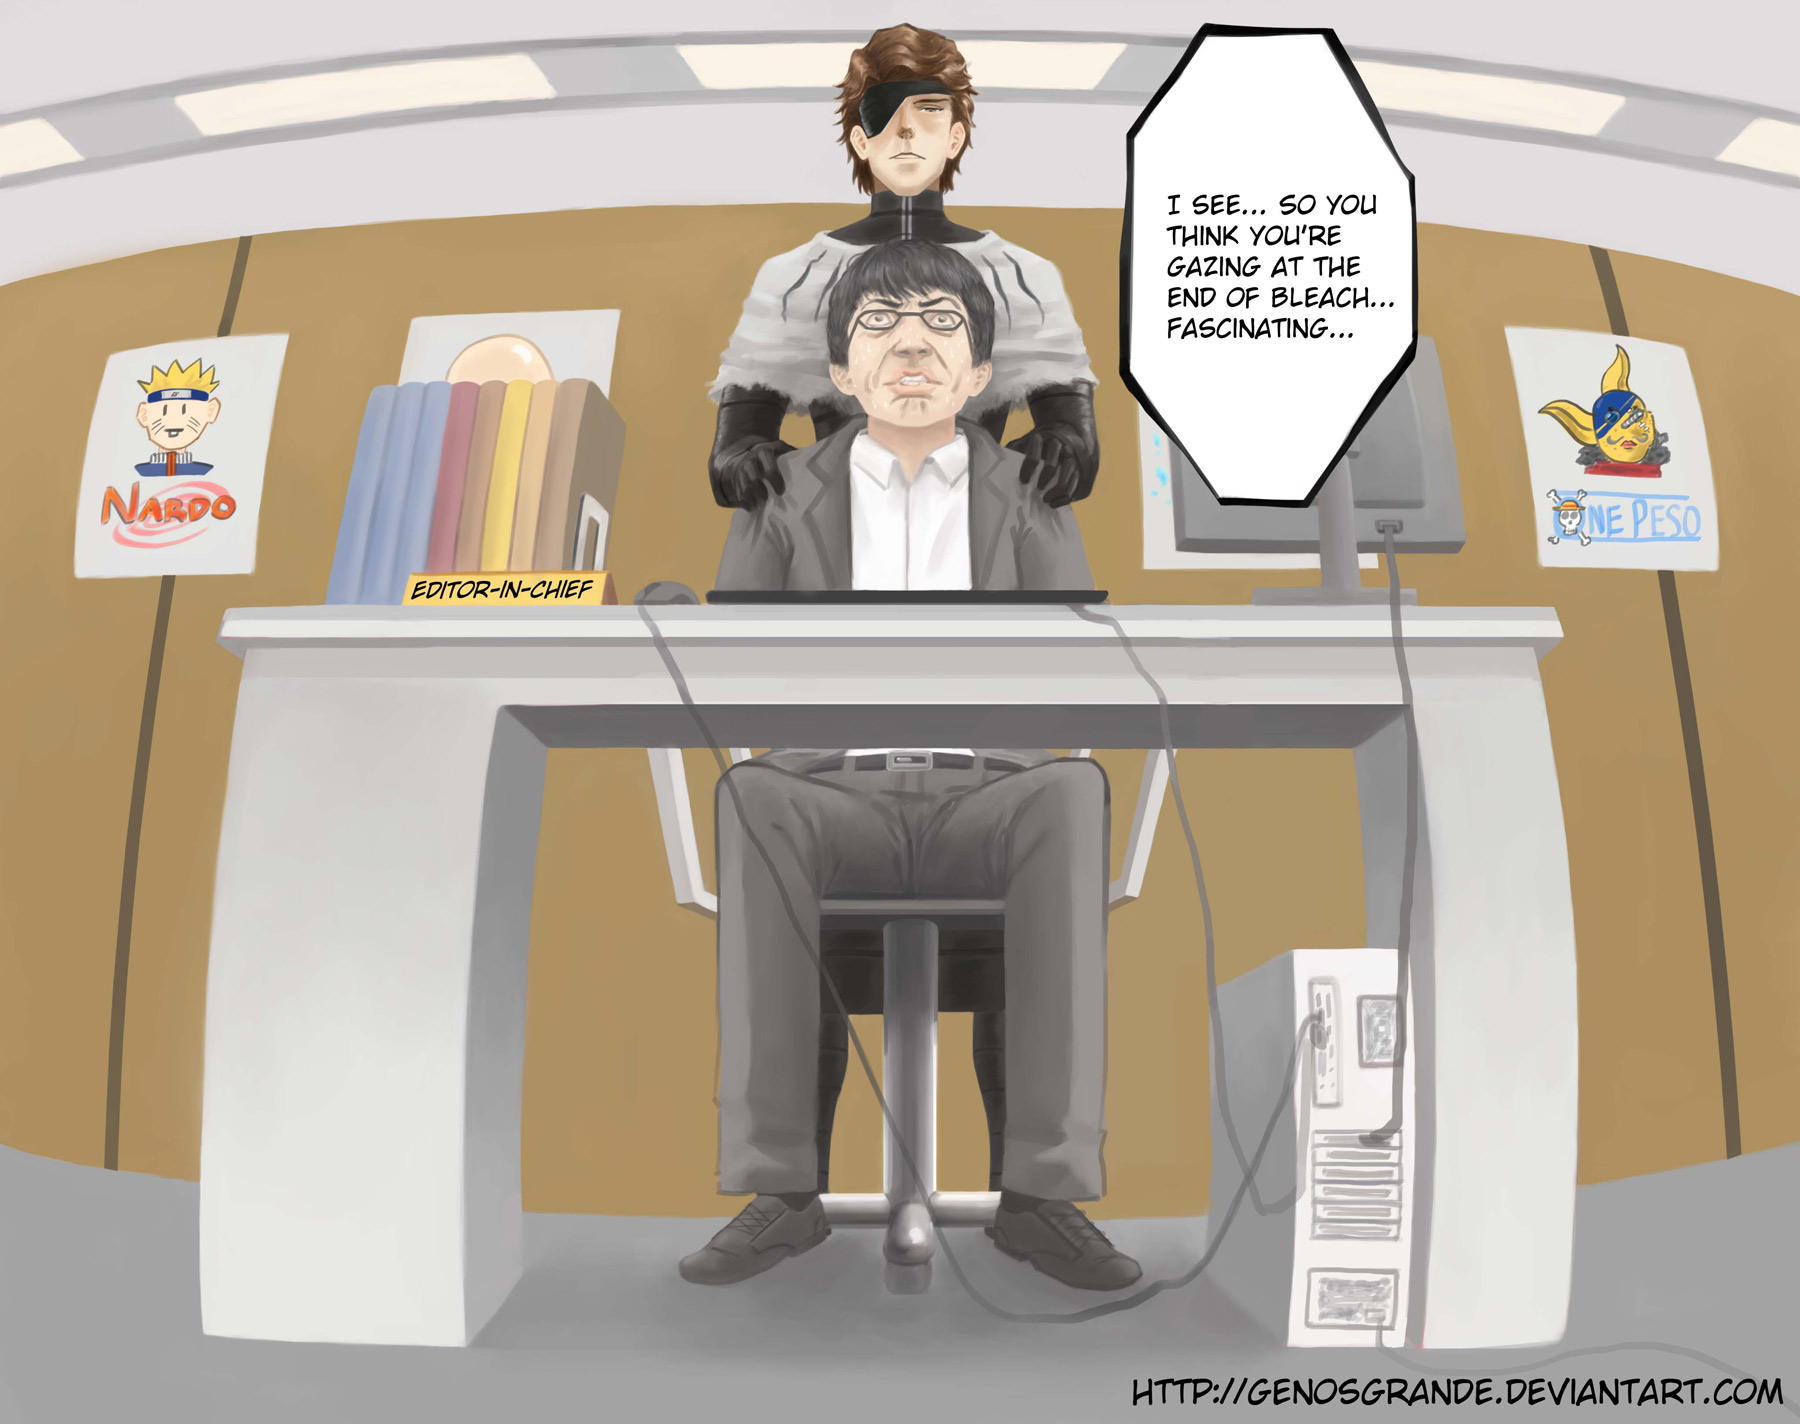 I SEE... SO YOU
THINK YOU'RE
GAZING AT THE
END OF BLEACH...
FASCINATING...
NARDO
ONE PESO
EDITOR-IN-CHIEF
HTTP://GENOSGRANDE.DEVIANTART.COM